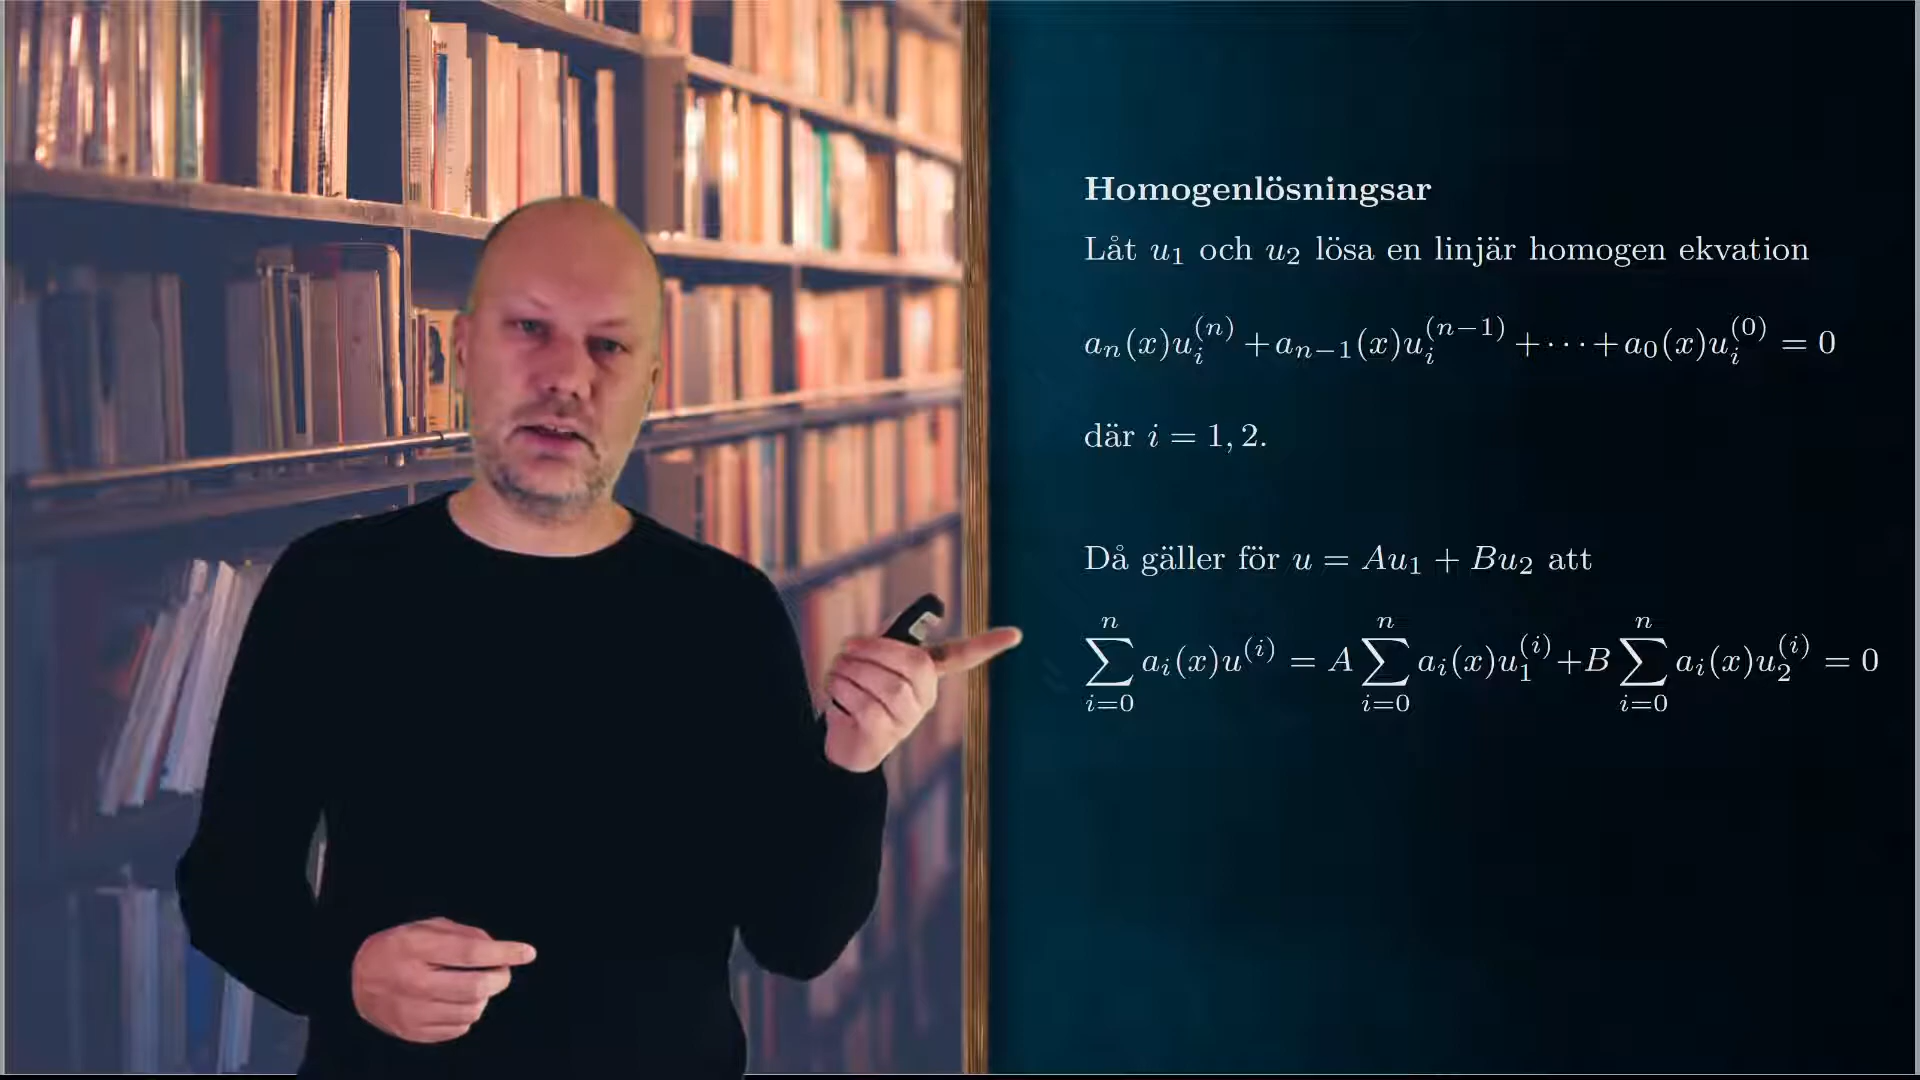 Homogenlösningsar
Låt u₁ och u₂ lösa en linjär homogen ekvation
aₙ(x)uᵢ⁽ⁿ⁾ + aₙ₋₁(x)uᵢ⁽ⁿ⁻¹⁾ + ⋯ + a₀(x)uᵢ⁽⁰⁾ = 0
där i = 1, 2.
Då gäller för u = Au₁ + Bu₂ att
∑ᵢ₌₀ⁿ aᵢ(x)u⁽ⁱ⁾ = A ∑ᵢ₌₀ⁿ aᵢ(x)u₁⁽ⁱ⁾ + B ∑ᵢ₌₀ⁿ aᵢ(x)u₂⁽ⁱ⁾ = 0